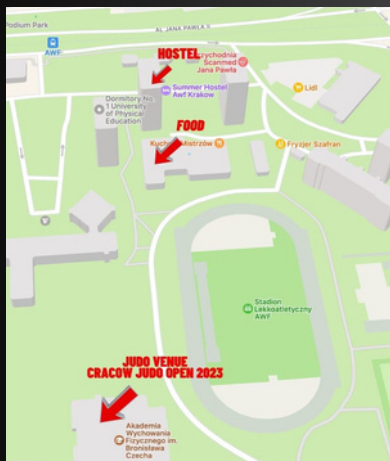 Podium Park
AL. JANA PAWŁA II
AWF
HOSTEL
Przychodnia
Scanmed
Jana Pawła
Summer Hostel
Awf Krakow
Lidl
Dormitory No.
1 University of
Physical
Education
FOOD
Kuchnia Mistrzów
Fryzjer Szafran
Stadion
Lekkoatletyczny
AWF
JUDO VENUE
CRACOW JUDO OPEN 2023
Akademia
Wychowania
Fizycznego im.
Bronisława
Czecha